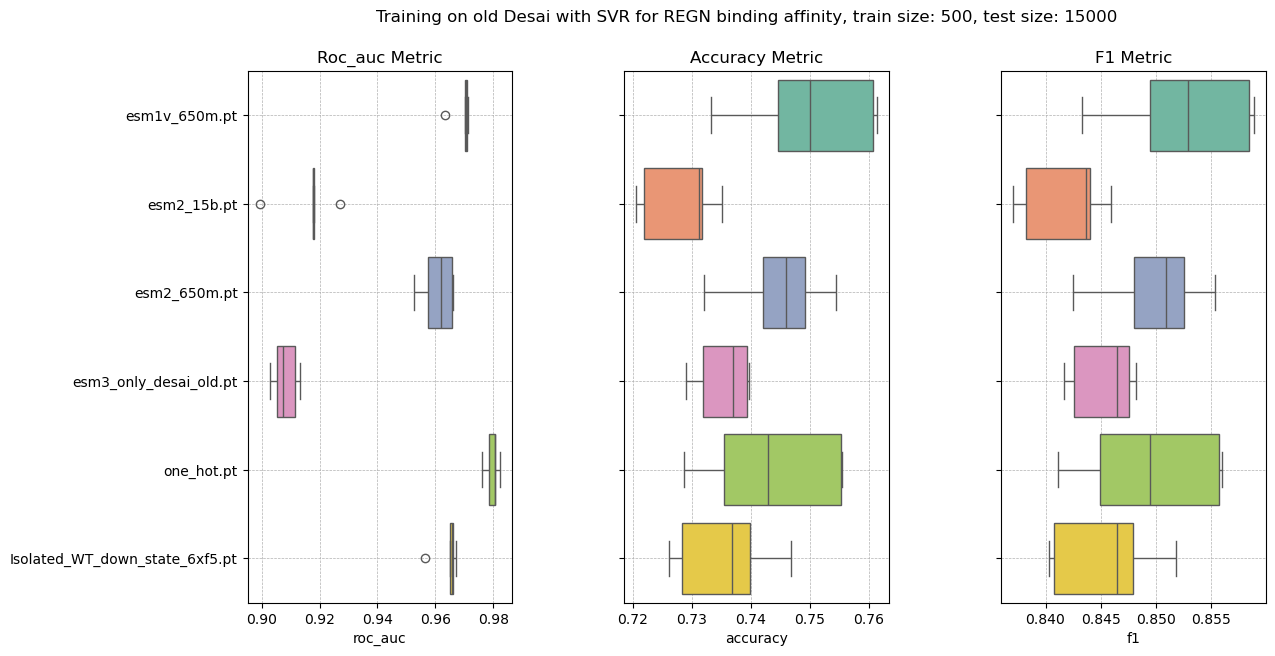 Training on old Desai with SVR for REGN binding affinity, train size: 500, test size: 15000
Roc_auc Metric
Accuracy Metric
F1 Metric
esm1v_650m.pt
esm2_15b.pt
esm2_650m.pt
esm3_only_desai_old.pt
one_hot.pt
Isolated_WT_down_state_6xf5.pt
0.90 0.92 0.94 0.96 0.98
0.72 0.73 0.74 0.75 0.76
0.840 0.845 0.850 0.855
roc_auc
accuracy
f1